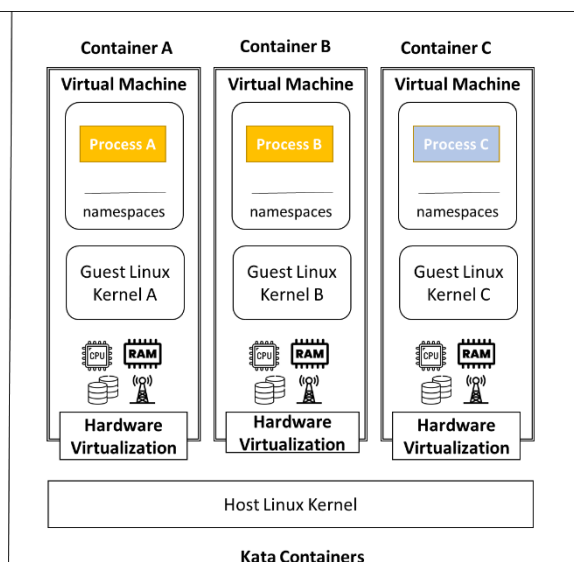 Container A
Container B
Container C
Virtual Machine
Virtual Machine
Virtual Machine
Process A
Process B
Process C
namespaces
namespaces
namespaces
Guest Linux
Kernel A
Guest Linux
Kernel B
Guest Linux
Kernel C
CPU
RAM
CPU
RAM
CPU
RAM
Hardware
Virtualization
Hardware
Virtualization
Hardware
Virtualization
Host Linux Kernel
Kata Containers